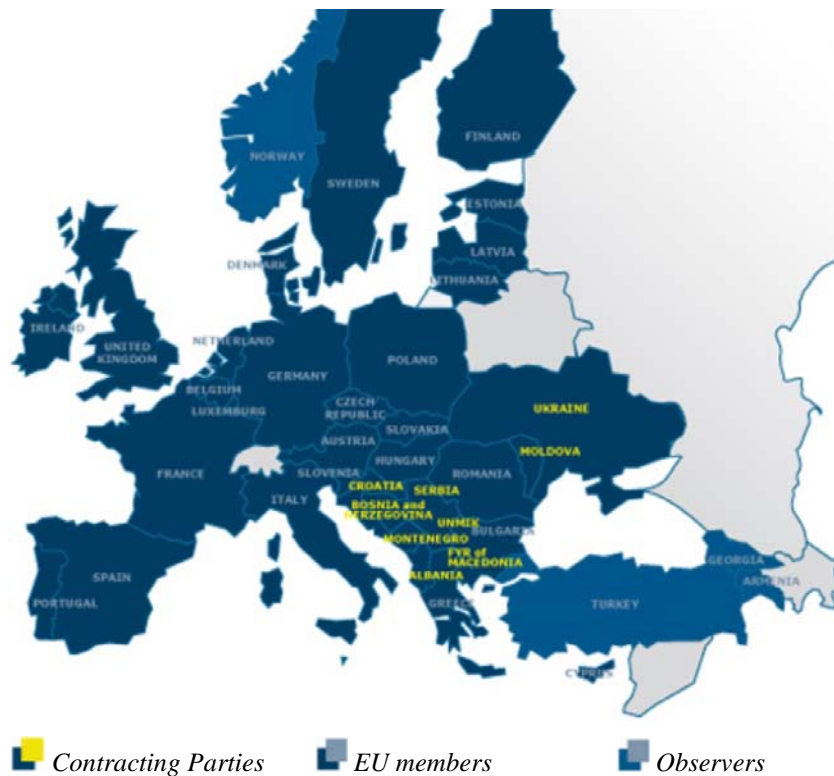 FINLAND
NORWAY
SWEDEN
ESTONIA
LATVIA
DENMARK
LITHUANIA
IRELAND
UNITED
KINGDOM
NETHERLAND
POLAND
GERMANY
BELGIUM
CZECH
REPUBLIC
LUXEMBURG
UKRAINE
SLOVAKIA
AUSTRIA
MOLDOVA
HUNGARY
FRANCE
SLOVENIA
ROMANIA
CROATIA
SERBIA
ITALY
BOSNIA and
HERZEGOVINA
UNMIK
BULGARIA
MONTENEGRO
FYR of
MACEDONIA
GEORGIA
SPAIN
ALBANIA
ARMENIA
PORTUGAL
GREECE
TURKEY
CYPRUS
Contracting Parties
EU members
Observers